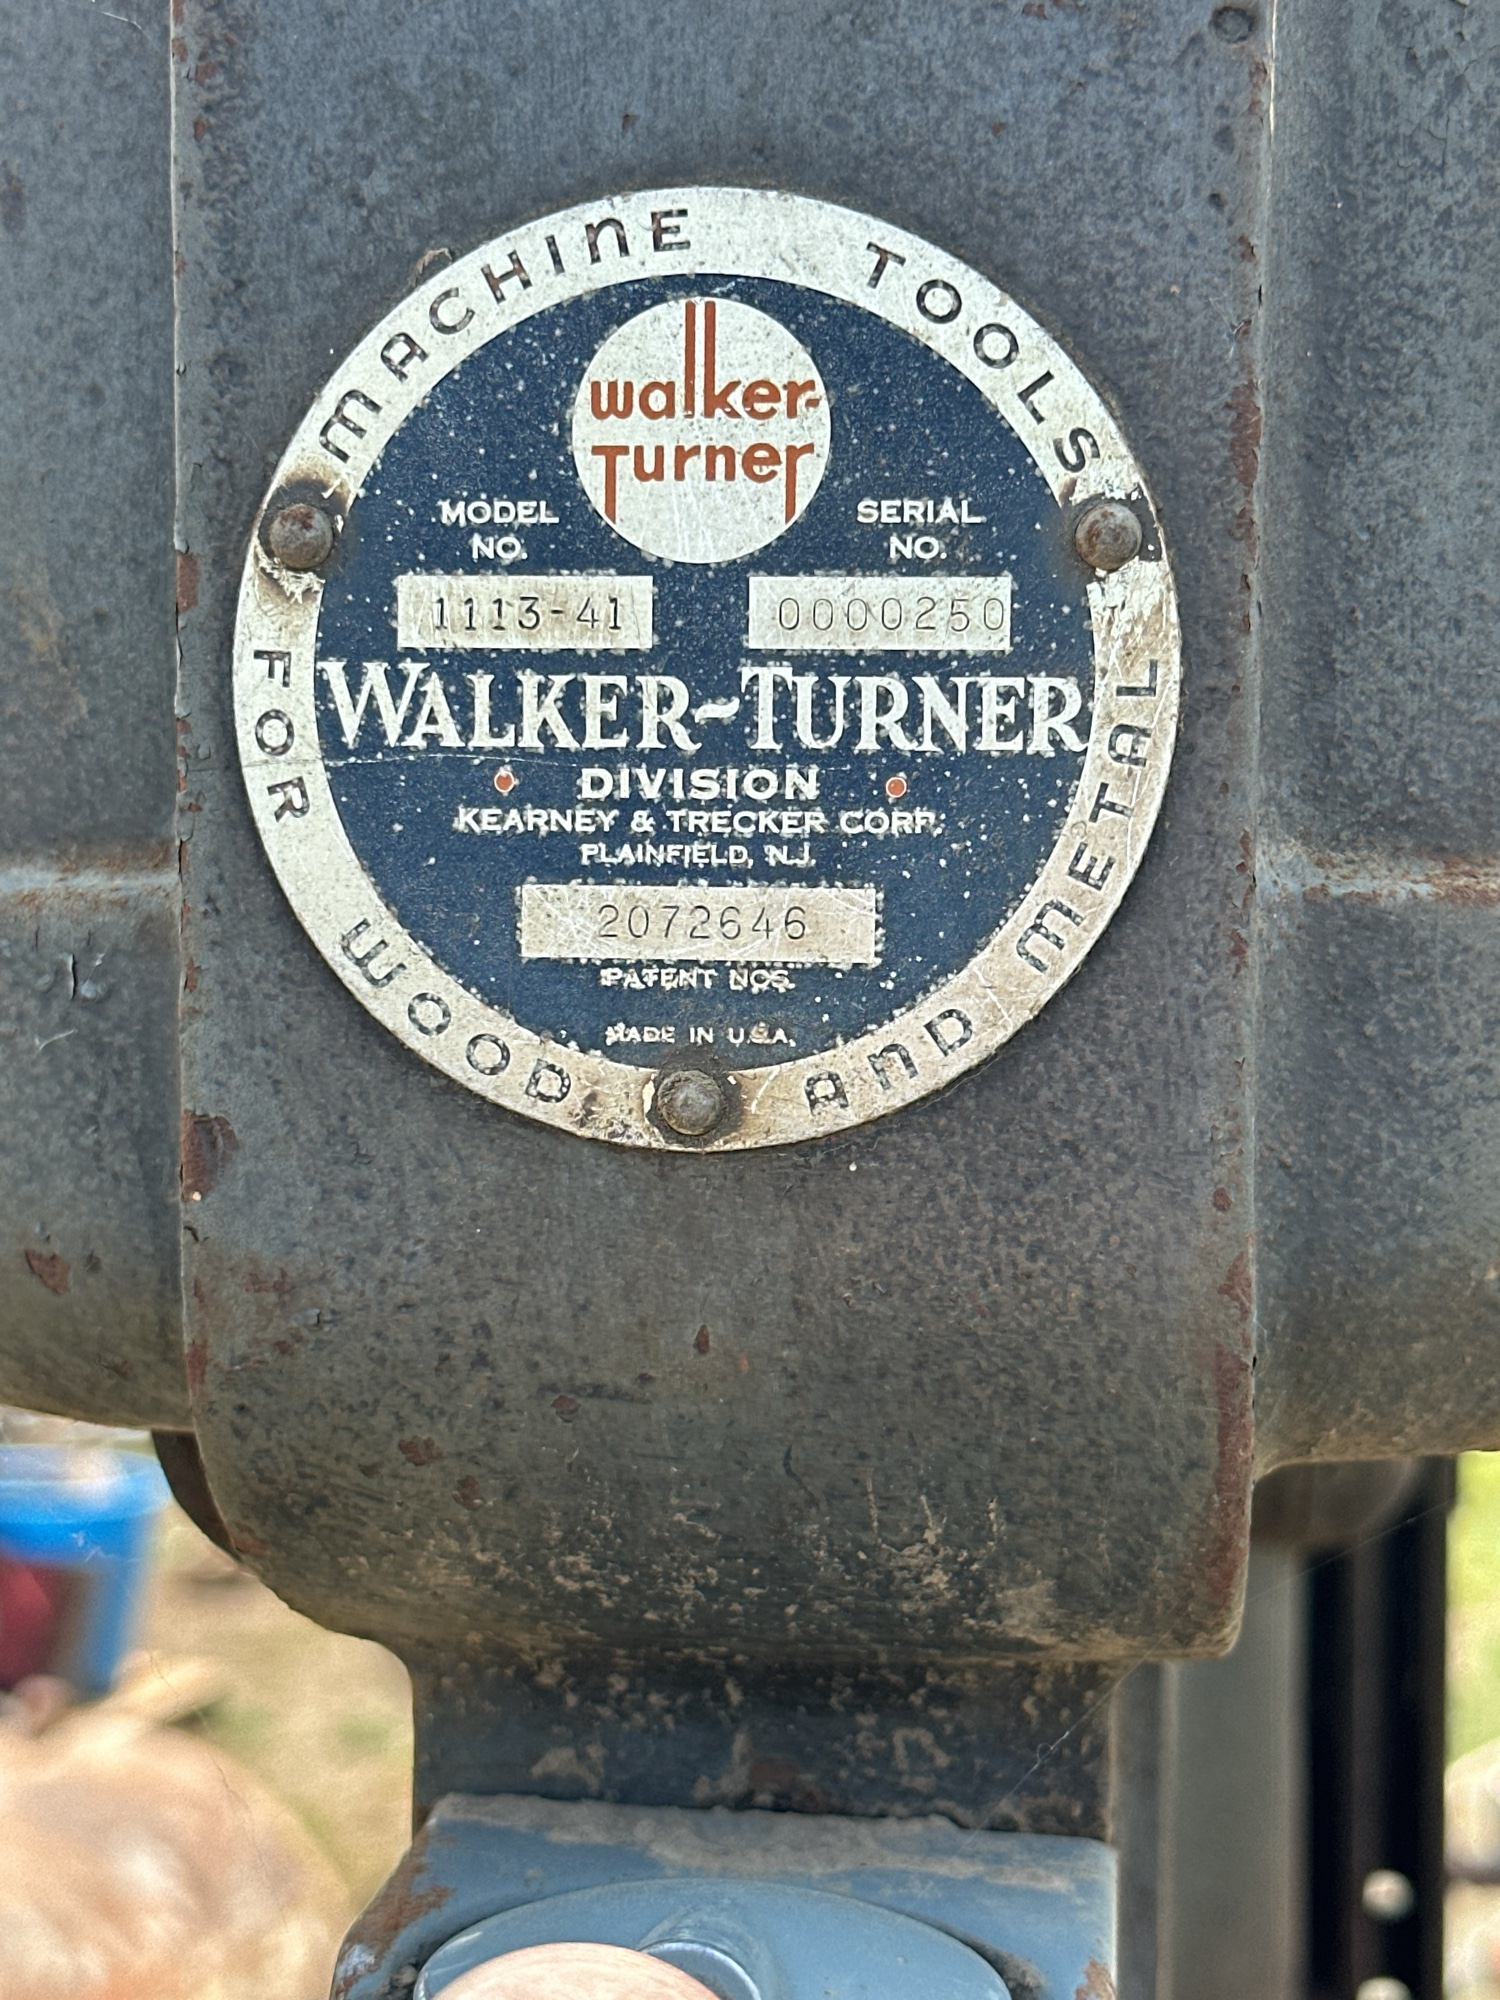 MACHINE TOOLS
walker-
Turner
MODEL
NO.
SERIAL
NO.
1113-41
0000250
WALKER-TURNER
DIVISION
KEARNEY & TRECKER CORP.
PLAINFIELD, N.J.
2072646
PATENT NOS.
MADE IN U.S.A.
FOR WOOD AND METAL